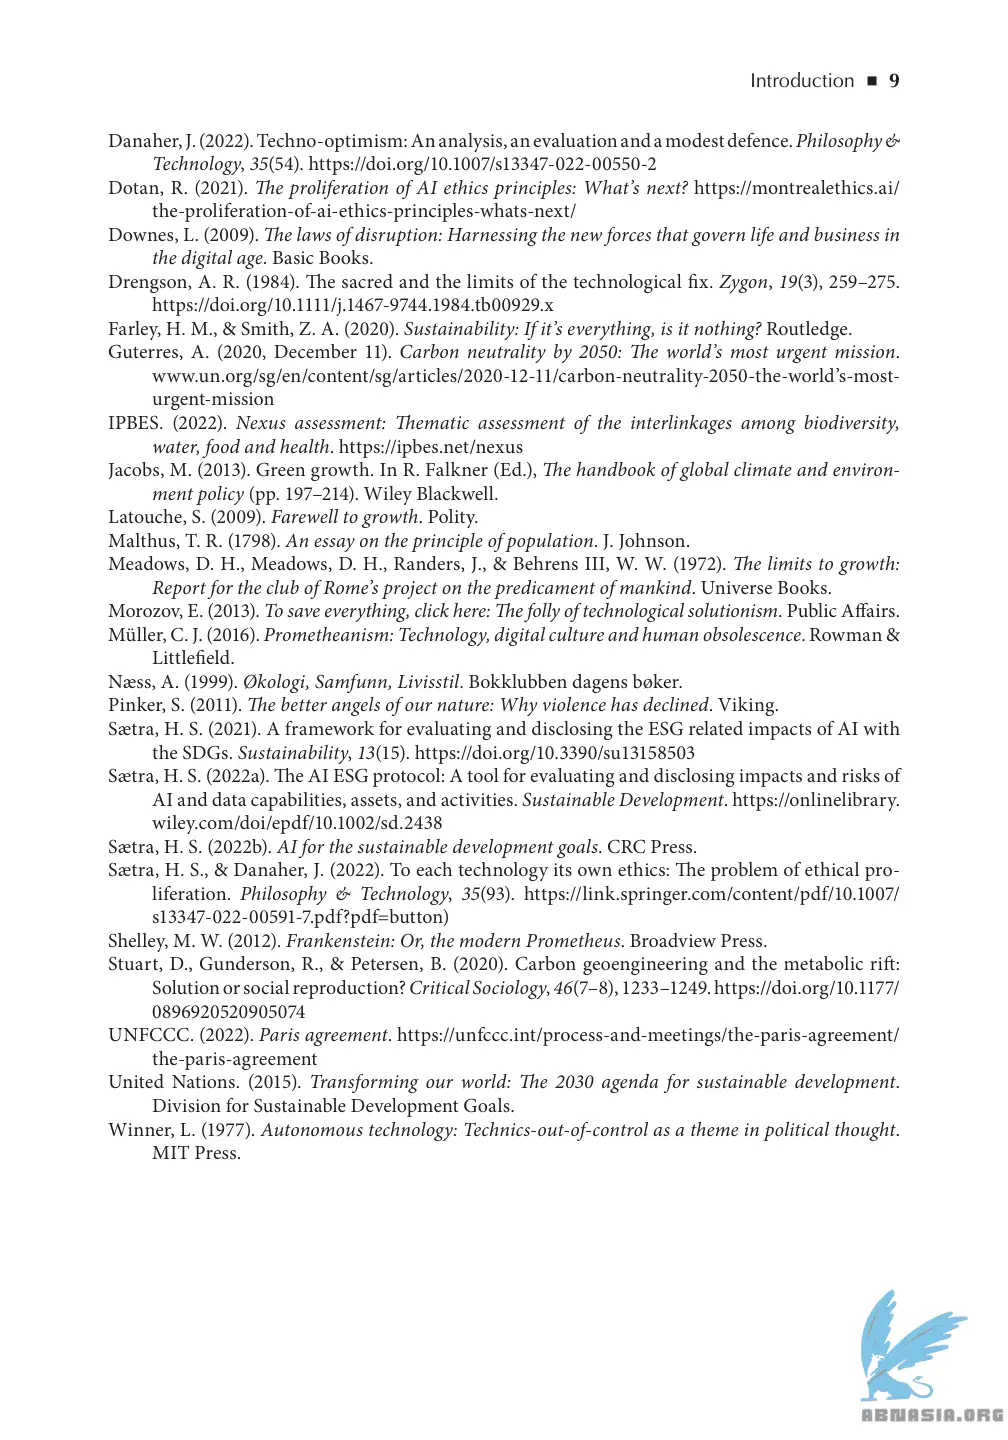 Introduction ■ 9
Danaher, J. (2022). Techno-optimism: An analysis, an evaluation and a modest defence. Philosophy &
Technology, 35(54). https://doi.org/10.1007/s13347-022-00550-2
Dotan, R. (2021). The proliferation of AI ethics principles: What's next? https://montrealethics.ai/
the-proliferation-of-ai-ethics-principles-whats-next/
Downes, L. (2009). The laws of disruption: Harnessing the new forces that govern life and business in
the digital age. Basic Books.
Drengson, A. R. (1984). The sacred and the limits of the technological fix. Zygon, 19(3), 259–275.
https://doi.org/10.1111/j.1467-9744.1984.tb00929.x
Farley, H. M., & Smith, Z. A. (2020). Sustainability: If it's everything, is it nothing? Routledge.
Guterres, A. (2020, December 11). Carbon neutrality by 2050: The world's most urgent mission.
www.un.org/sg/en/content/sg/articles/2020-12-11/carbon-neutrality-2050-the-world's-most-
urgent-mission
IPBES. (2022). Nexus assessment: Thematic assessment of the interlinkages among biodiversity,
water, food and health. https://ipbes.net/nexus
Jacobs, M. (2013). Green growth. In R. Falkner (Ed.), The handbook of global climate and environ-
ment policy (pp. 197–214). Wiley Blackwell.
Latouche, S. (2009). Farewell to growth. Polity.
Malthus, T. R. (1798). An essay on the principle of population. J. Johnson.
Meadows, D. H., Meadows, D. H., Randers, J., & Behrens III, W. W. (1972). The limits to growth:
Report for the club of Rome's project on the predicament of mankind. Universe Books.
Morozov, E. (2013). To save everything, click here: The folly of technological solutionism. Public Affairs.
Müller, C. J. (2016). Prometheanism: Technology, digital culture and human obsolescence. Rowman &
Littlefield.
Næss, A. (1999). Økologi, Samfunn, Livisstil. Bokklubben dagens bøker.
Pinker, S. (2011). The better angels of our nature: Why violence has declined. Viking.
Sætra, H. S. (2021). A framework for evaluating and disclosing the ESG related impacts of AI with
the SDGs. Sustainability, 13(15). https://doi.org/10.3390/su13158503
Sætra, H. S. (2022a). The AI ESG protocol: A tool for evaluating and disclosing impacts and risks of
AI and data capabilities, assets, and activities. Sustainable Development. https://onlinelibrary.
wiley.com/doi/epdf/10.1002/sd.2438
Sætra, H. S. (2022b). AI for the sustainable development goals. CRC Press.
Sætra, H. S., & Danaher, J. (2022). To each technology its own ethics: The problem of ethical pro-
liferation. Philosophy & Technology, 35(93). https://link.springer.com/content/pdf/10.1007/
s13347-022-00591-7.pdf?pdf=button)
Shelley, M. W. (2012). Frankenstein: Or, the modern Prometheus. Broadview Press.
Stuart, D., Gunderson, R., & Petersen, B. (2020). Carbon geoengineering and the metabolic rift:
Solution or social reproduction? Critical Sociology, 46(7–8), 1233–1249. https://doi.org/10.1177/
0896920520905074
UNFCCC. (2022). Paris agreement. https://unfccc.int/process-and-meetings/the-paris-agreement/
the-paris-agreement
United Nations. (2015). Transforming our world: The 2030 agenda for sustainable development.
Division for Sustainable Development Goals.
Winner, L. (1977). Autonomous technology: Technics-out-of-control as a theme in political thought.
MIT Press.
ABNASIA.ORG